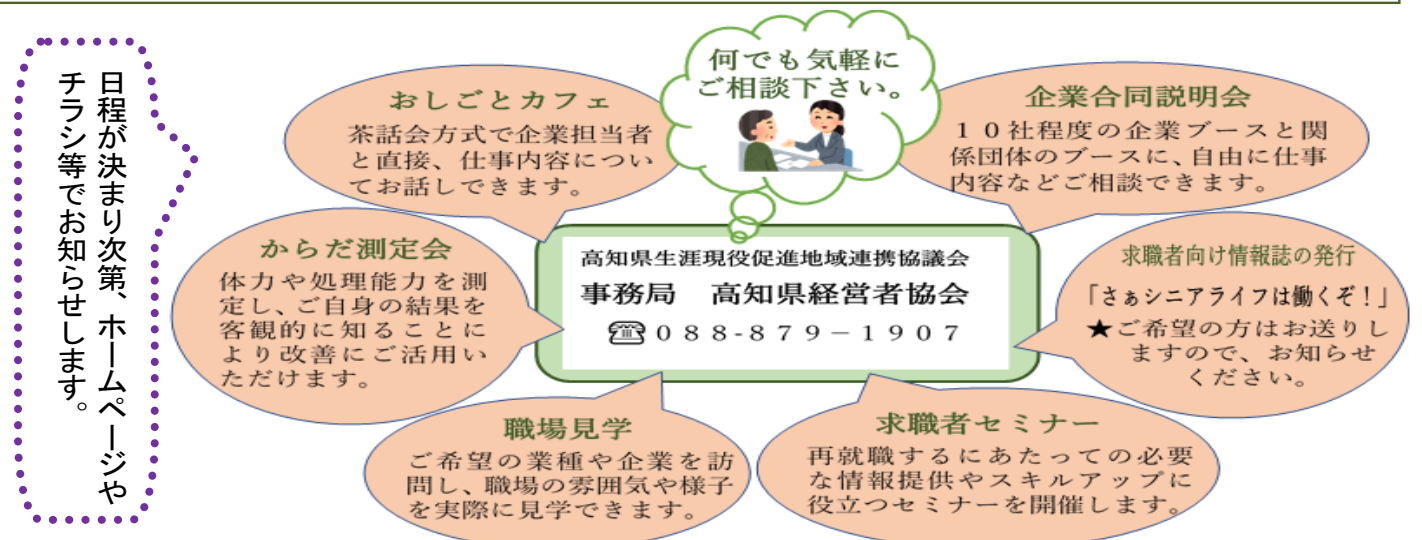 日程が決まり次第、ホームページや
チラシ等でお知らせします。
何でも気軽に
ご相談下さい。
おしごとカフェ
茶話会方式で企業担当者
と直接、仕事内容につい
てお話しできます。
企業合同説明会
１０社程度の企業ブースと関
係団体のブースに、自由に仕事
内容などご相談できます。
からだ測定会
体力や処理能力を測
定し、ご自身の結果を
客観的に知ることに
より改善にご活用い
ただけます。
高知県生涯現役促進地域連携協議会
事務局　高知県経営者協会
☎０８８-８７９－１９０７
求職者向け情報誌の発行
「さぁシニアライフは働くぞ！」
★ご希望の方はお送りし
ますので、お知らせ
ください。
職場見学
ご希望の業種や企業を訪
問し、職場の雰囲気や様子
を実際に見学できます。
求職者セミナー
再就職するにあたっての必要
な情報提供やスキルアップに
役立つセミナーを開催します。